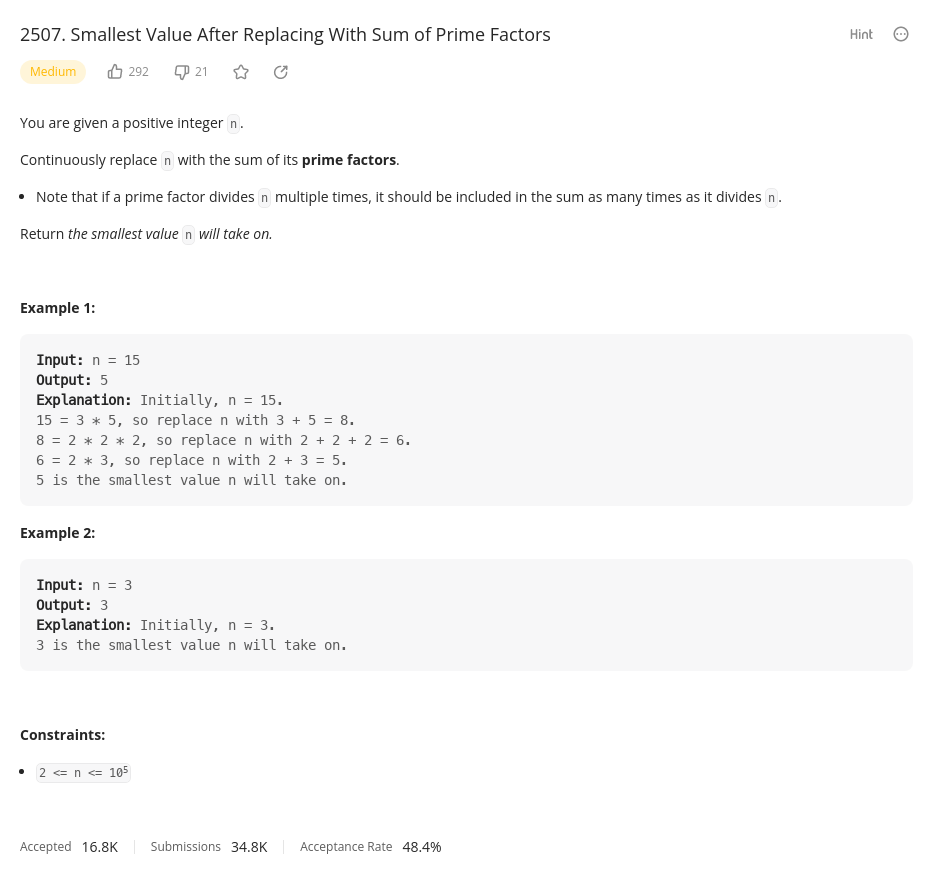 2507. Smallest Value After Replacing With Sum of Prime Factors
Hint
Medium 292 21
You are given a positive integer n.
Continuously replace n with the sum of its prime factors.
• Note that if a prime factor divides n multiple times, it should be included in the sum as many times as it divides n.
Return the smallest value n will take on.
Example 1:
Input: n = 15
Output: 5
Explanation: Initially, n = 15.
15 = 3 * 5, so replace n with 3 + 5 = 8.
8 = 2 * 2 * 2, so replace n with 2 + 2 + 2 = 6.
6 = 2 * 3, so replace n with 2 + 3 = 5.
5 is the smallest value n will take on.
Example 2:
Input: n = 3
Output: 3
Explanation: Initially, n = 3.
3 is the smallest value n will take on.
Constraints:
• 2 <= n <= 10⁵
Accepted 16.8K Submissions 34.8K Acceptance Rate 48.4%